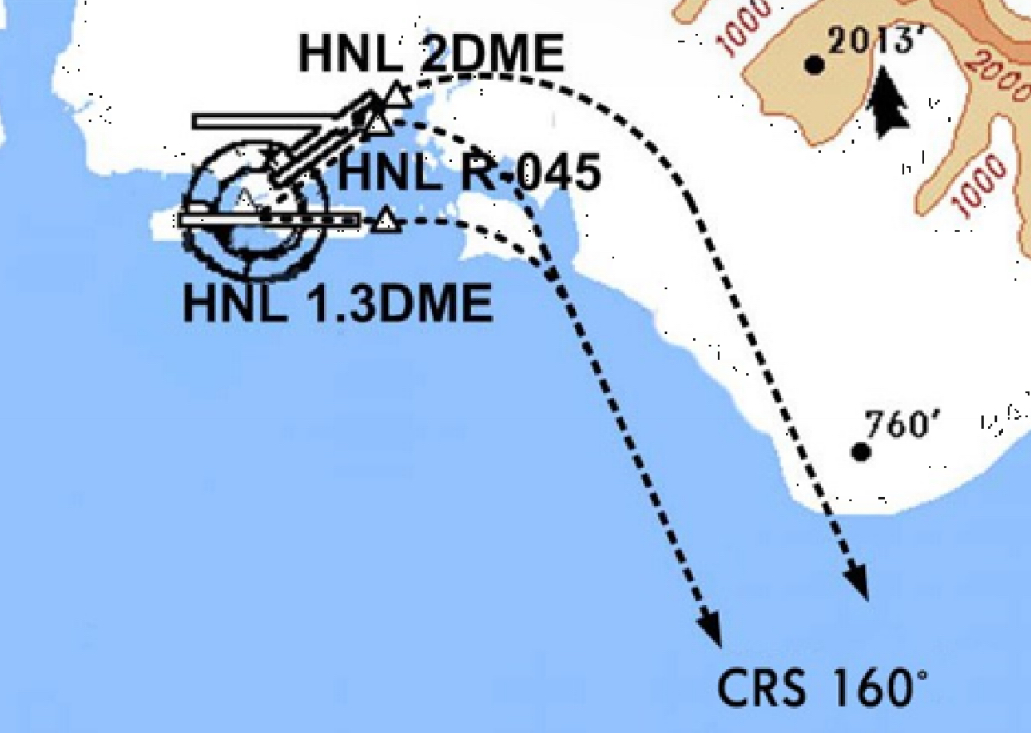 1000
2013′
HNL 2DME
2000
HNL R-045
1000
HNL 1.3DME
760′
CRS 160°